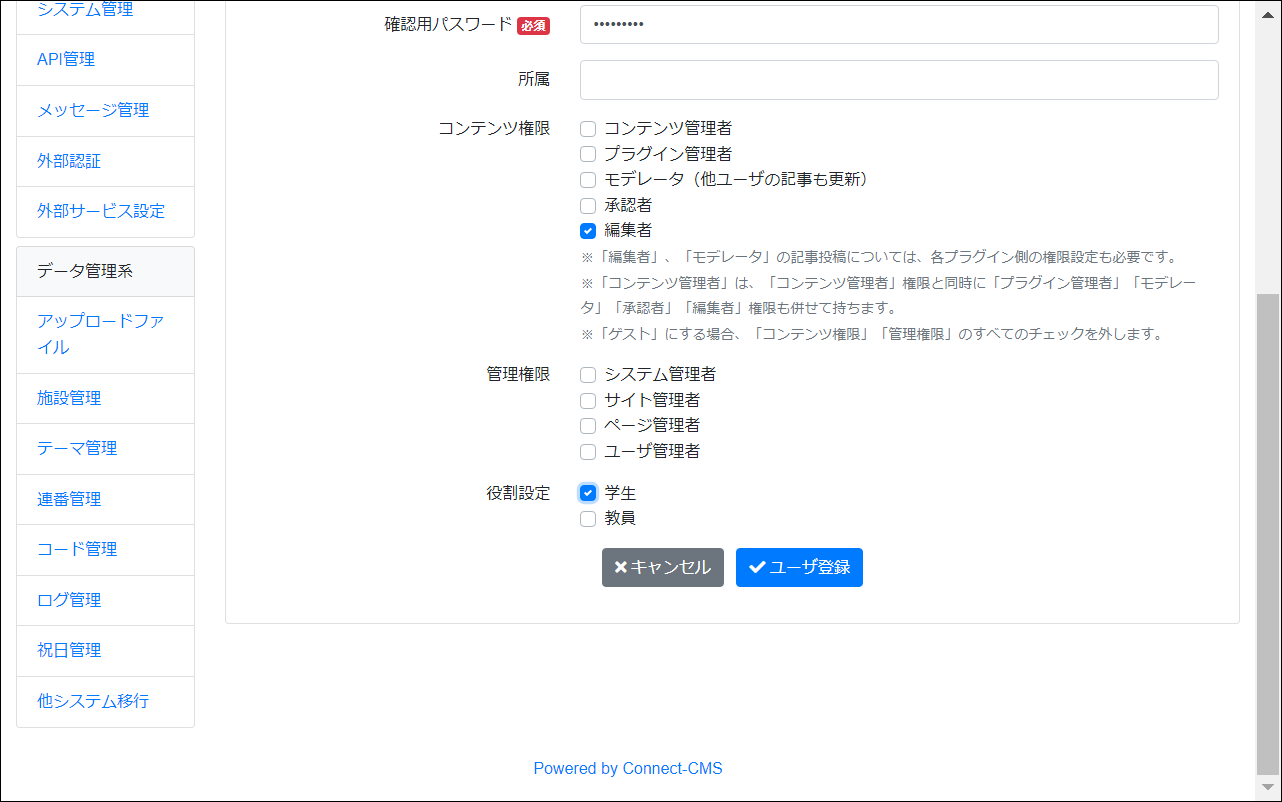 システム管理
API管理
メッセージ管理
外部認証
外部サービス設定
データ管理系
アップロードファ
イル
施設管理
テーマ管理
連番管理
コード管理
ログ管理
祝日管理
他システム移行
確認用パスワード 必須
•••••••••
所属
コンテンツ権限
コンテンツ管理者
プラグイン管理者
モデレータ（他ユーザの記事も更新）
承認者
編集者
※「編集者」、「モデレータ」の記事投稿については、各プラグイン側の権限設定も必要です。
※「コンテンツ管理者」は、「コンテンツ管理者」権限と同時に「プラグイン管理者」「モデレー
タ」「承認者」「編集者」権限も併せて持ちます。
※「ゲスト」にする場合、「コンテンツ権限」「管理権限」のすべてのチェックを外します。
管理権限
システム管理者
サイト管理者
ページ管理者
ユーザ管理者
役割設定
学生
教員
キャンセル
ユーザ登録
Powered by Connect-CMS